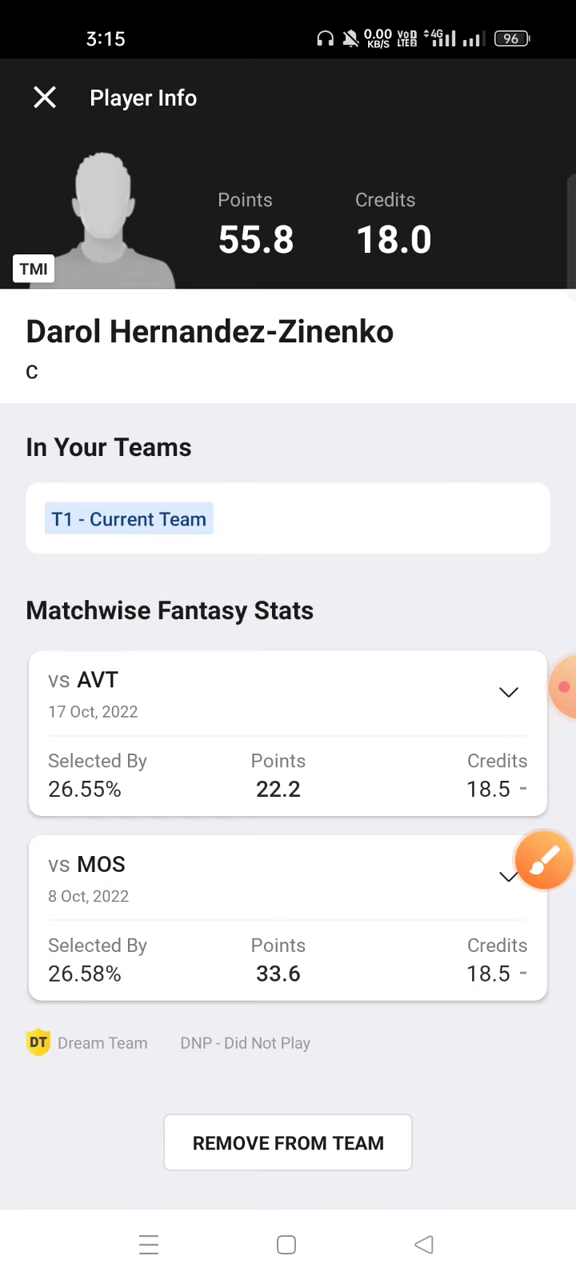 3:15
0.00 KB/S VoD LTE2 4G 96
Player Info
Points Credits
55.8 18.0
TMI
Darol Hernandez-Zinenko
C
In Your Teams
T1 - Current Team
Matchwise Fantasy Stats
vs AVT
17 Oct, 2022
Selected By Points Credits
26.55% 22.2 18.5 -
vs MOS
8 Oct, 2022
Selected By Points Credits
26.58% 33.6 18.5 -
DT Dream Team DNP - Did Not Play
REMOVE FROM TEAM